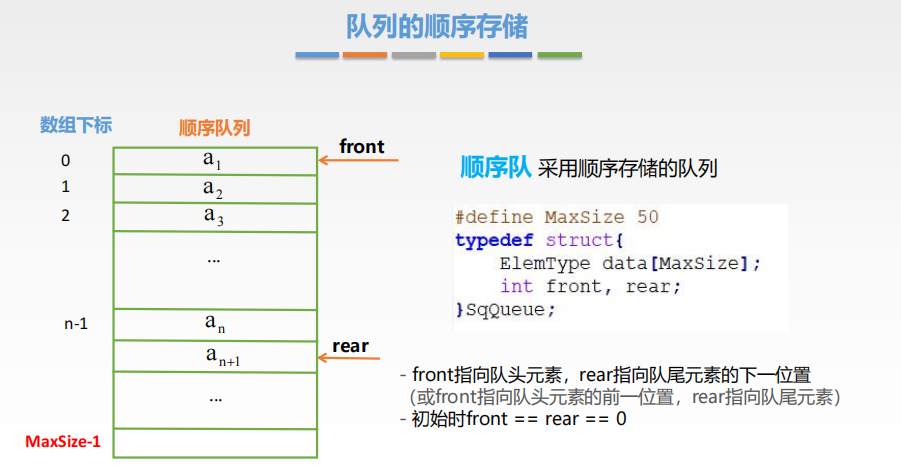 队列的顺序存储
数组下标
顺序队列
0
a1
front
1
a2
2
a3
...
n-1
an
an+1
rear
...
MaxSize-1
顺序队 采用顺序存储的队列
#define MaxSize 50
typedef struct{
ElemType data[MaxSize];
int front, rear;
}SqQueue;
- front指向队头元素，rear指向队尾元素的下一位置
（或front指向队头元素的前一位置，rear指向队尾元素）
- 初始时front == rear == 0